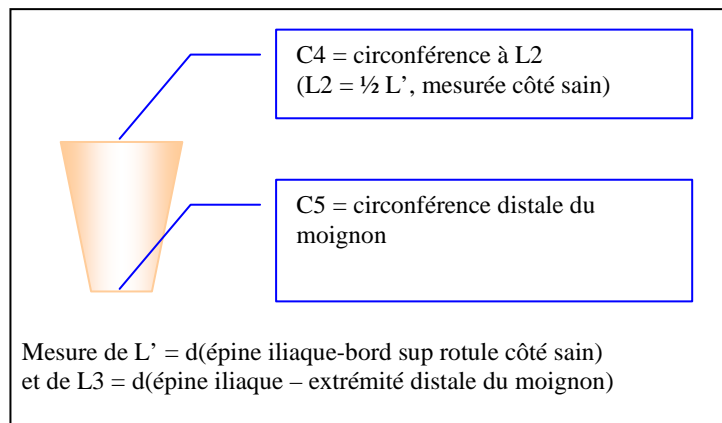 C4 = circonférence à L2
(L2 = ½ L’, mesurée côté sain)
C5 = circonférence distale du
moignon
Mesure de L’ = d(épine iliaque-bord sup rotule côté sain)
et de L3 = d(épine iliaque – extrémité distale du moignon)